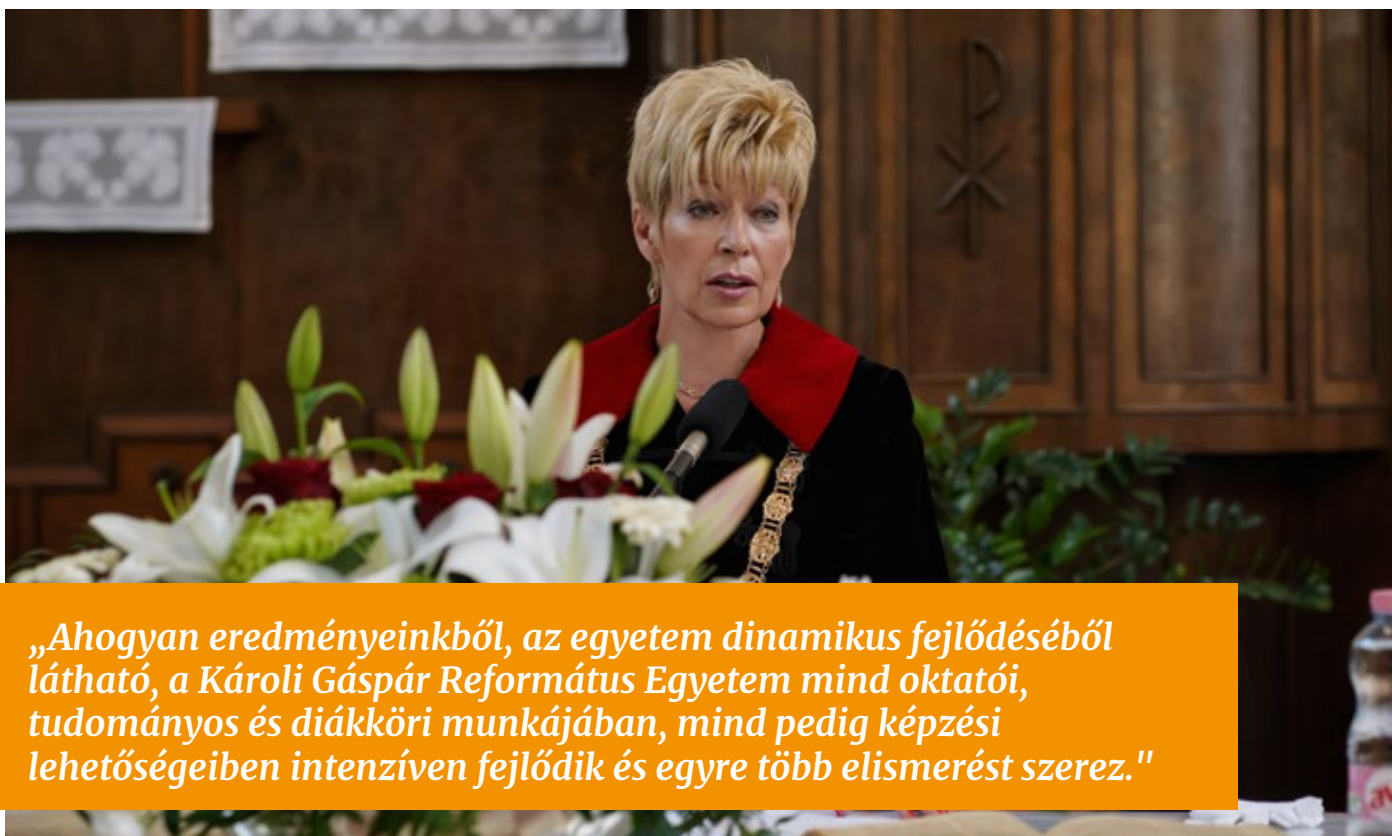 „Ahogyan eredményeinkből, az egyetem dinamikus fejlődéséből
látható, a Károli Gáspár Református Egyetem mind oktatói,
tudományos és diákköri munkájában, mind pedig képzési
lehetőségeiben intenzíven fejlődik és egyre több elismerést szerez."